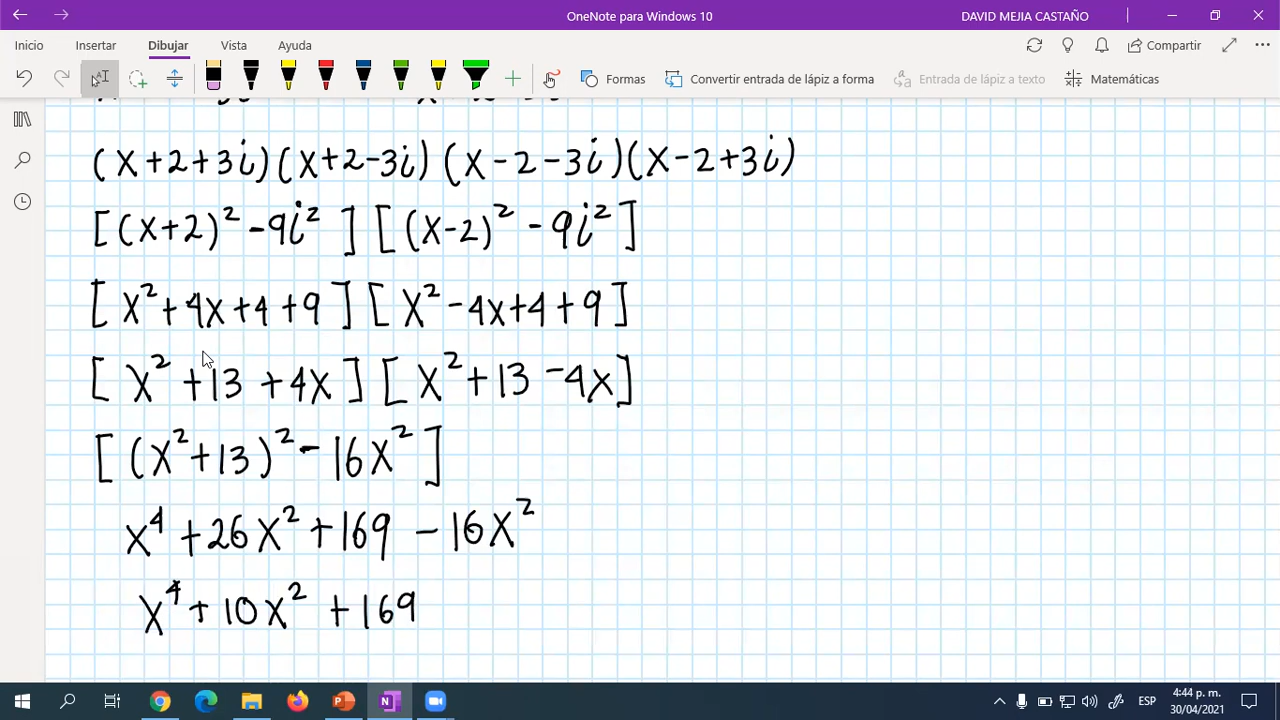 OneNote para Windows 10
DAVID MEJIA CASTAÑO
Inicio Insertar Dibujar Vista Ayuda
Compartir
Formas
Convertir entrada de lápiz a forma
Entrada de lápiz a texto
Matemáticas
(x+2+3i)(x+2-3i)(x-2-3i)(x-2+3i)
[(x+2)² -9i²] [(x-2)² -9i²]
[x²+4x+4+9] [x²-4x+4+9]
[x²+13+4x] [x²+13-4x]
[(x²+13)²-16x²]
x⁴+26x²+169-16x²
x⁴+10x²+169
ESP
4:44 p. m.
30/04/2021